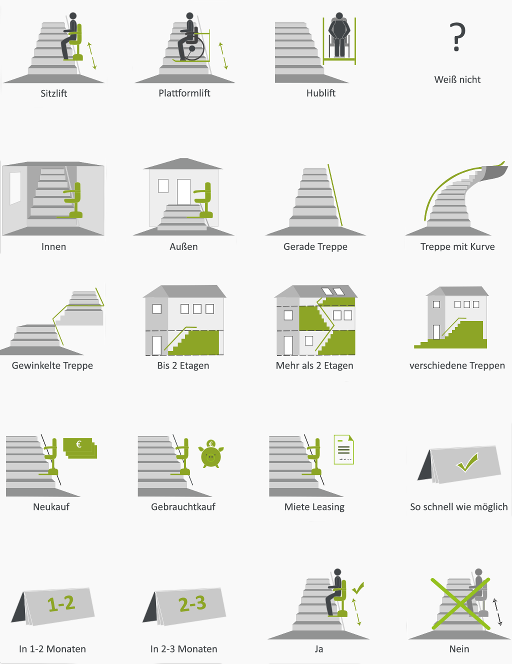 ?
Sitzlift
Plattformlift
Hublift
Weiß nicht
Innen
Außen
Gerade Treppe
Treppe mit Kurve
Gewinkelte Treppe
Bis 2 Etagen
Mehr als 2 Etagen
verschiedene Treppen
€
€
Neukauf
Gebrauchtkauf
Miete Leasing
So schnell wie möglich
1-2
2-3
In 1-2 Monaten
In 2-3 Monaten
Ja
Nein